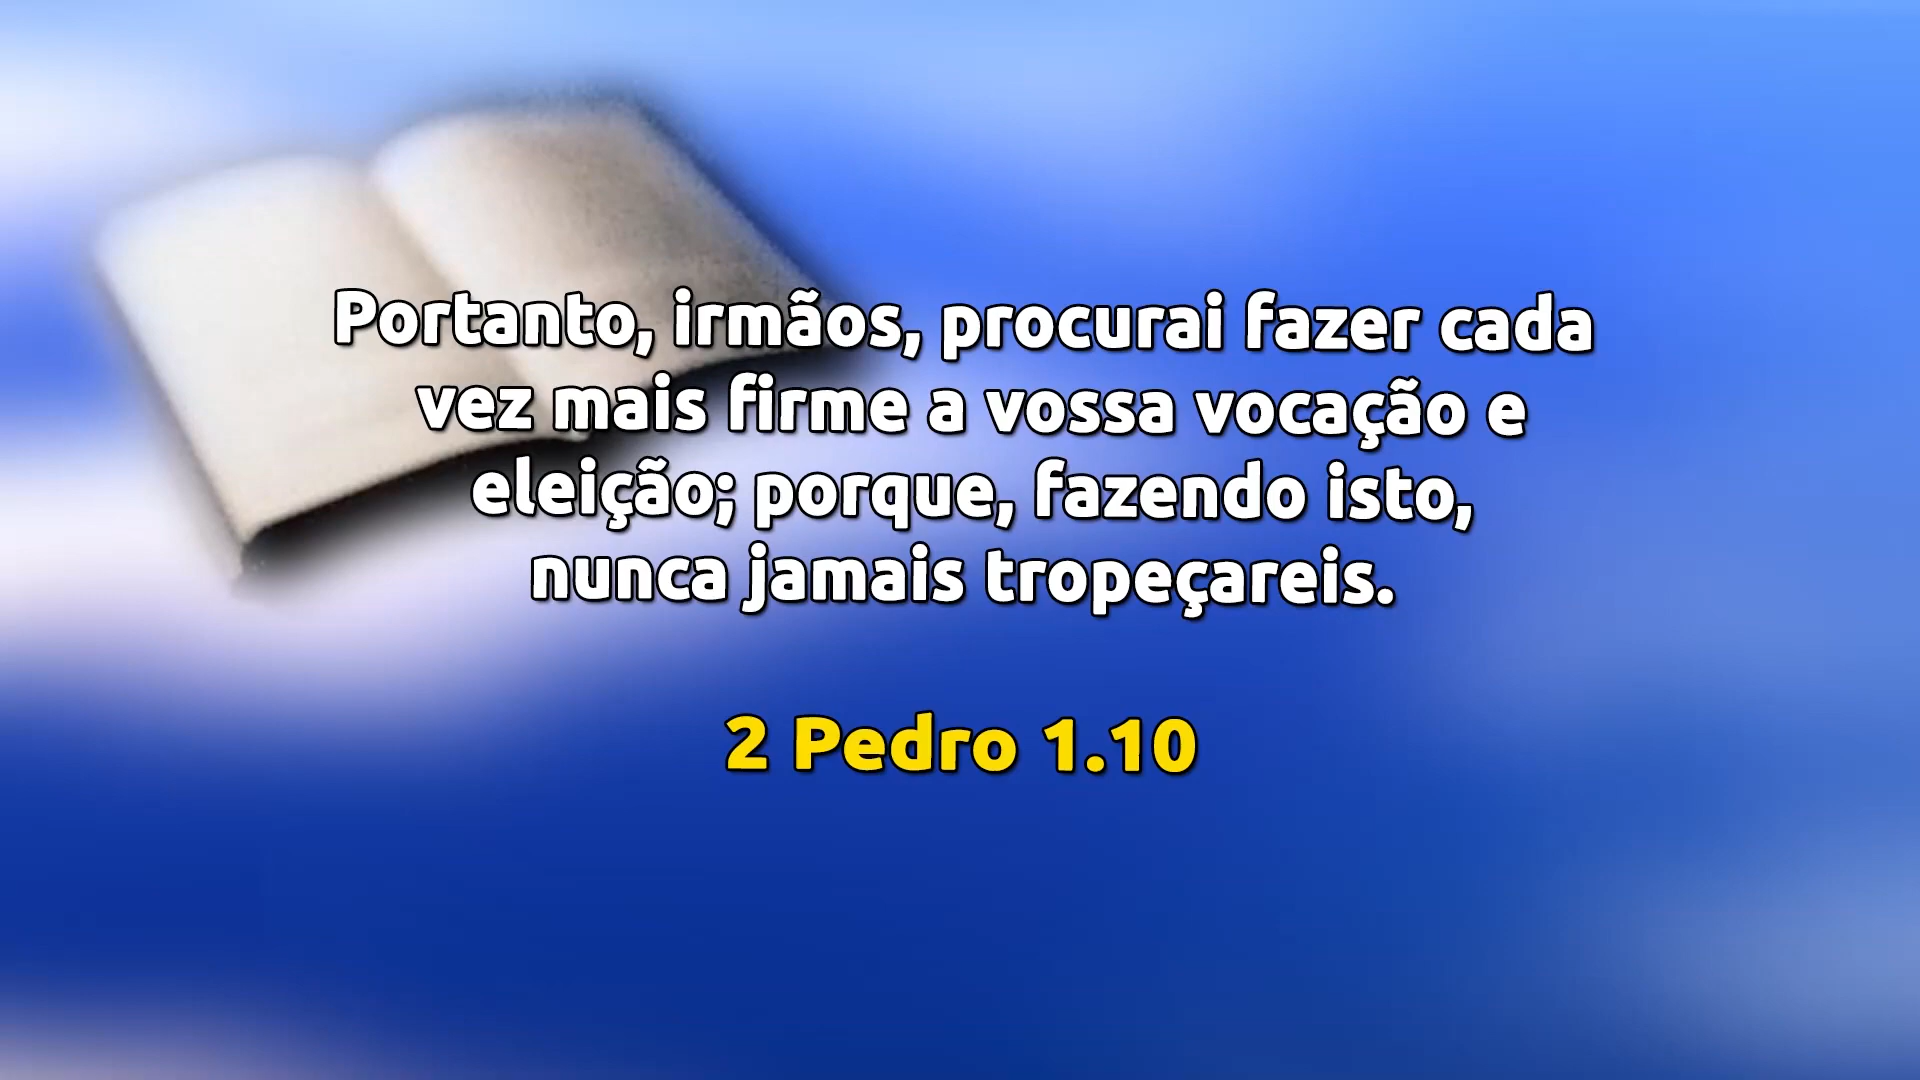 Portanto, irmãos, procurai fazer cada
vez mais firme a vossa vocação e
eleição; porque, fazendo isto,
nunca jamais tropeçareis.
2 Pedro 1.10